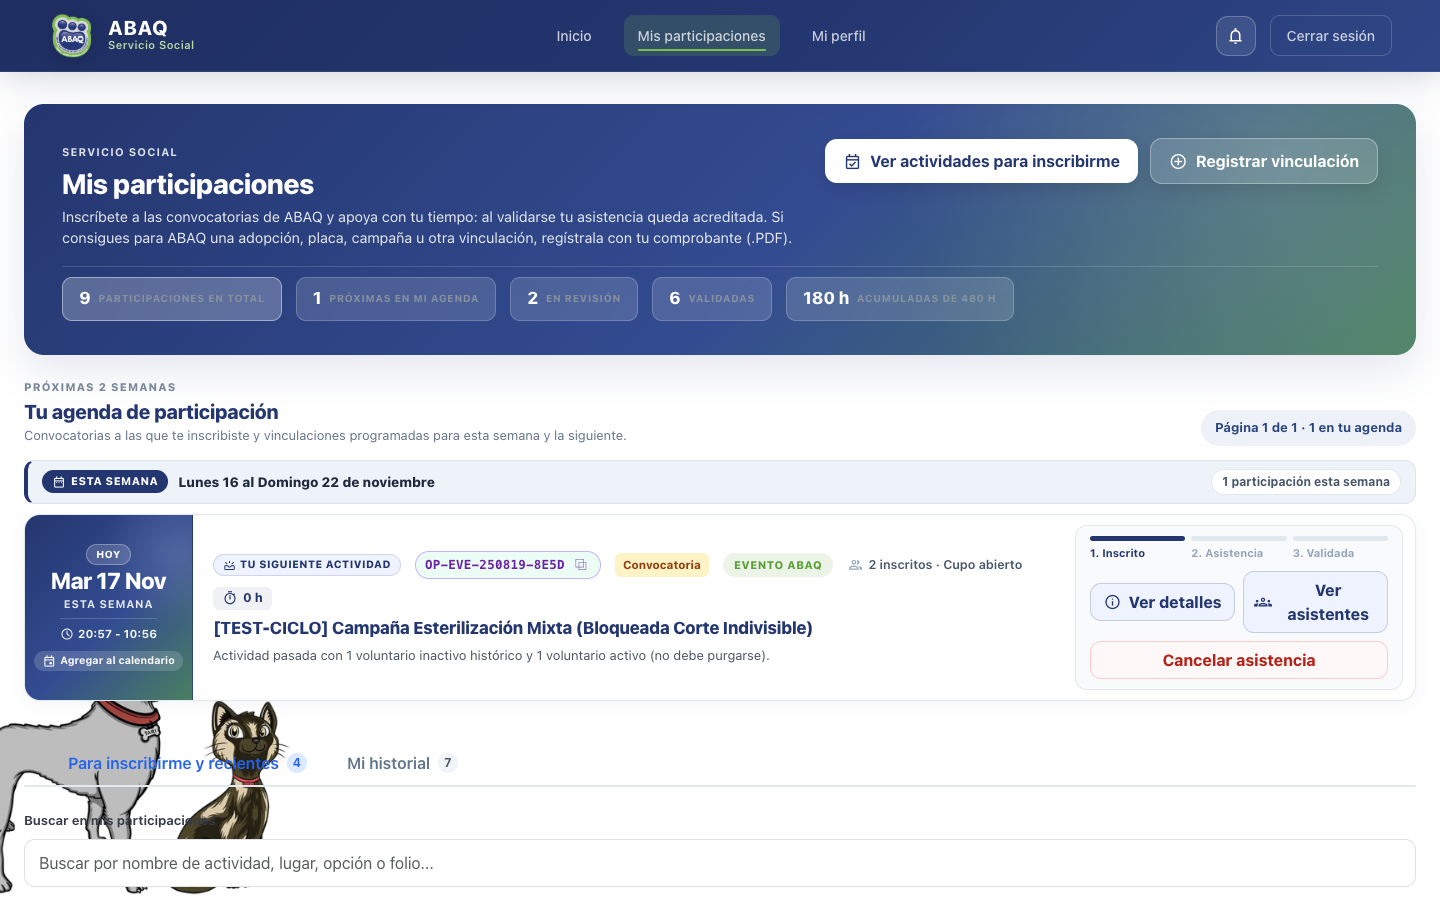 ABAQ
Servicio Social
Inicio
Mis participaciones
Mi perfil
Cerrar sesión
SERVICIO SOCIAL
Mis participaciones
Inscríbete a las convocatorias de ABAQ y apoya con tu tiempo: al validarse tu asistencia queda acreditada. Si
consigues para ABAQ una adopción, placa, campaña u otra vinculación, regístrala con tu comprobante (.PDF).
Ver actividades para inscribirme
Registrar vinculación
9 PARTICIPACIONES EN TOTAL
1 PRÓXIMAS EN MI AGENDA
2 EN REVISIÓN
6 VALIDADAS
180 h ACUMULADAS DE 480 H
PRÓXIMAS 2 SEMANAS
Tu agenda de participación
Convocatorias a las que te inscribiste y vinculaciones programadas para esta semana y la siguiente.
Página 1 de 1 · 1 en tu agenda
ESTA SEMANA
Lunes 16 al Domingo 22 de noviembre
1 participación esta semana
HOY
Mar 17 Nov
ESTA SEMANA
20:57 - 10:56
Agregar al calendario
TU SIGUIENTE ACTIVIDAD
OP-EVE-250819-8E5D
Convocatoria
EVENTO ABAQ
2 inscritos · Cupo abierto
0 h
[TEST-CICLO] Campaña Esterilización Mixta (Bloqueada Corte Indivisible)
Actividad pasada con 1 voluntario inactivo histórico y 1 voluntario activo (no debe purgarse).
1. Inscrito
2. Asistencia
3. Validada
Ver detalles
Ver
asistentes
Cancelar asistencia
Para inscribirme y recientes 4
Mi historial 7
Buscar en mis participaciones
Buscar por nombre de actividad, lugar, opción o folio...